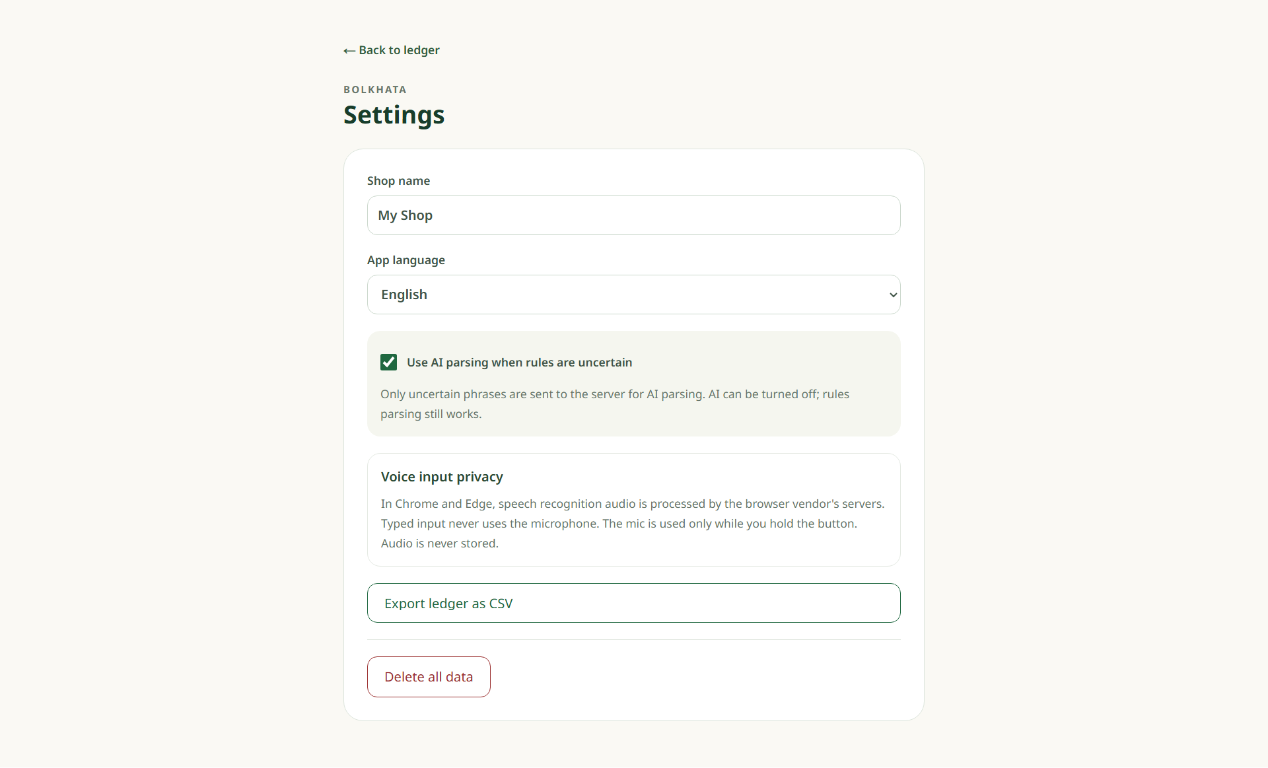 ← Back to ledger
BOLKHATA
Settings
Shop name
My Shop
App language
English
Use AI parsing when rules are uncertain
Only uncertain phrases are sent to the server for AI parsing. AI can be turned off; rules
parsing still works.
Voice input privacy
In Chrome and Edge, speech recognition audio is processed by the browser vendor's servers.
Typed input never uses the microphone. The mic is used only while you hold the button.
Audio is never stored.
Export ledger as CSV
Delete all data